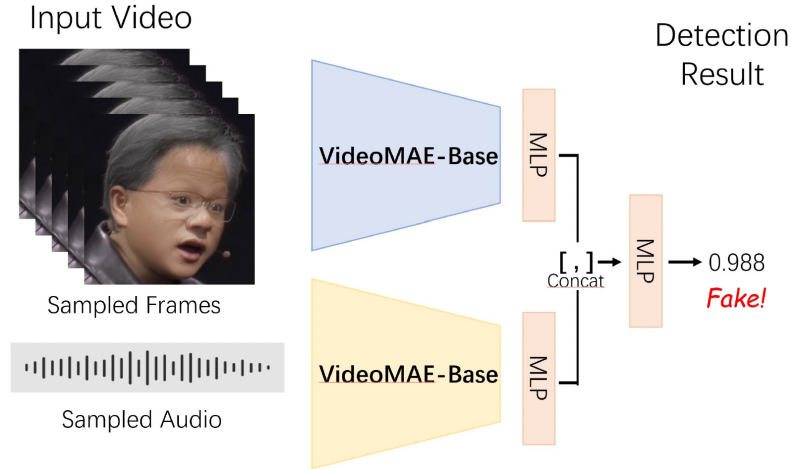 Input Video
Sampled Frames
Sampled Audio
VideoMAE-Base
MLP
VideoMAE-Base
MLP
[ , ]
Concat
MLP
Detection
Result
0.988
Fake!